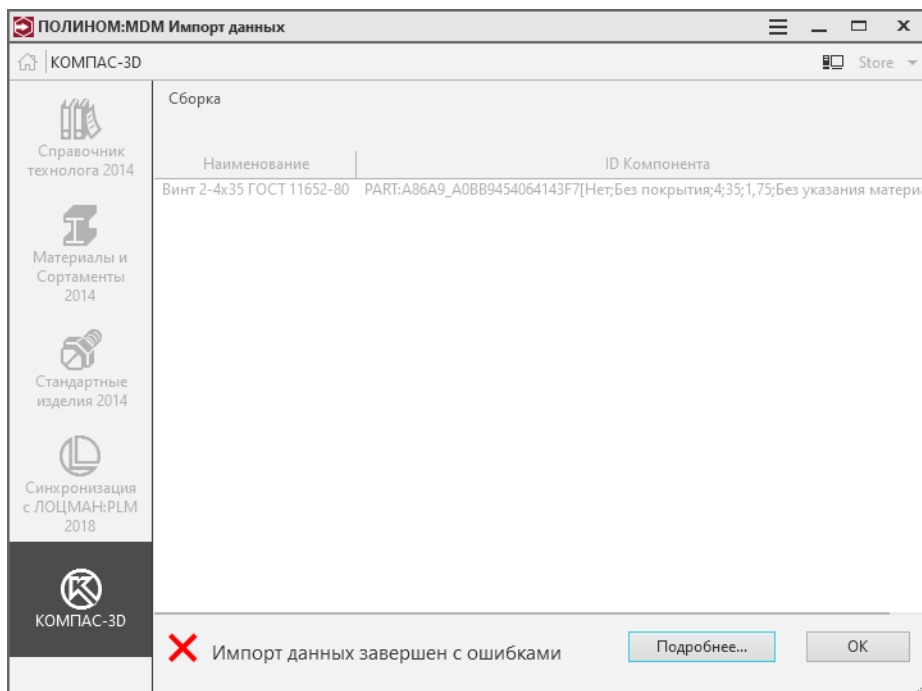 ПОЛИНОМ:MDM Импорт данных
КОМПАС-3D
Store
Справочник
технолога 2014
Материалы и
Сортаменты
2014
Стандартные
изделия 2014
Синхронизация
с ЛОЦМАН:PLM
2018
КОМПАС-3D
Сборка
Наименование ID Компонента
Винт 2-4x35 ГОСТ 11652-80 PART:A86A9_A0BB9454064143F7[Нет;Без покрытия;4;35;1,75;Без указания матери
Импорт данных завершен с ошибками
Подробнее...
ОК